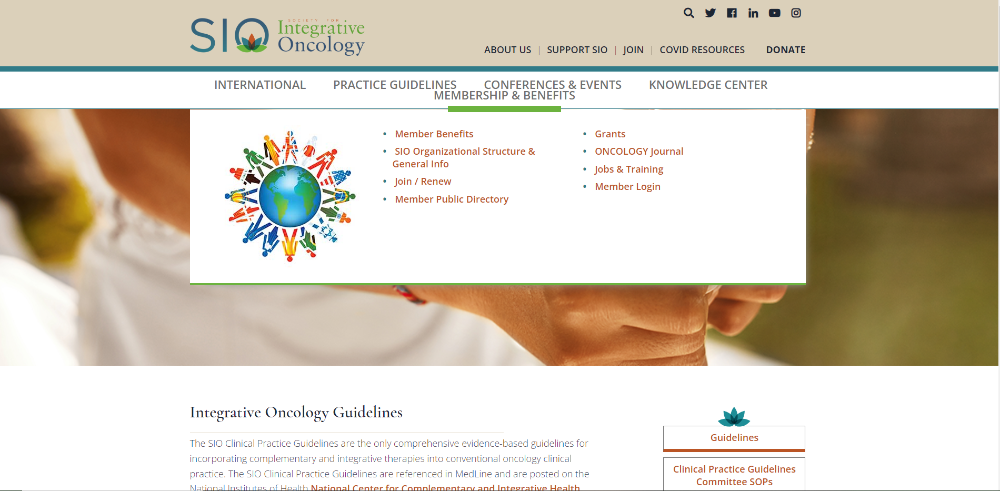 SIO
SOCIETY FOR
Integrative
Oncology
ABOUT US | SUPPORT SIO | JOIN | COVID RESOURCES DONATE
INTERNATIONAL PRACTICE GUIDELINES CONFERENCES & EVENTS KNOWLEDGE CENTER
MEMBERSHIP & BENEFITS
• Member Benefits
• SIO Organizational Structure &
General Info
• Join / Renew
• Member Public Directory
• Grants
• ONCOLOGY Journal
• Jobs & Training
• Member Login
Integrative Oncology Guidelines
The SIO Clinical Practice Guidelines are the only comprehensive evidence-based guidelines for
incorporating complementary and integrative therapies into conventional oncology clinical
practice. The SIO Clinical Practice Guidelines are referenced in MedLine and are posted on the
National Institutes of Health National Center for Complementary and Integrative Health
Guidelines
Clinical Practice Guidelines
Committee SOPs